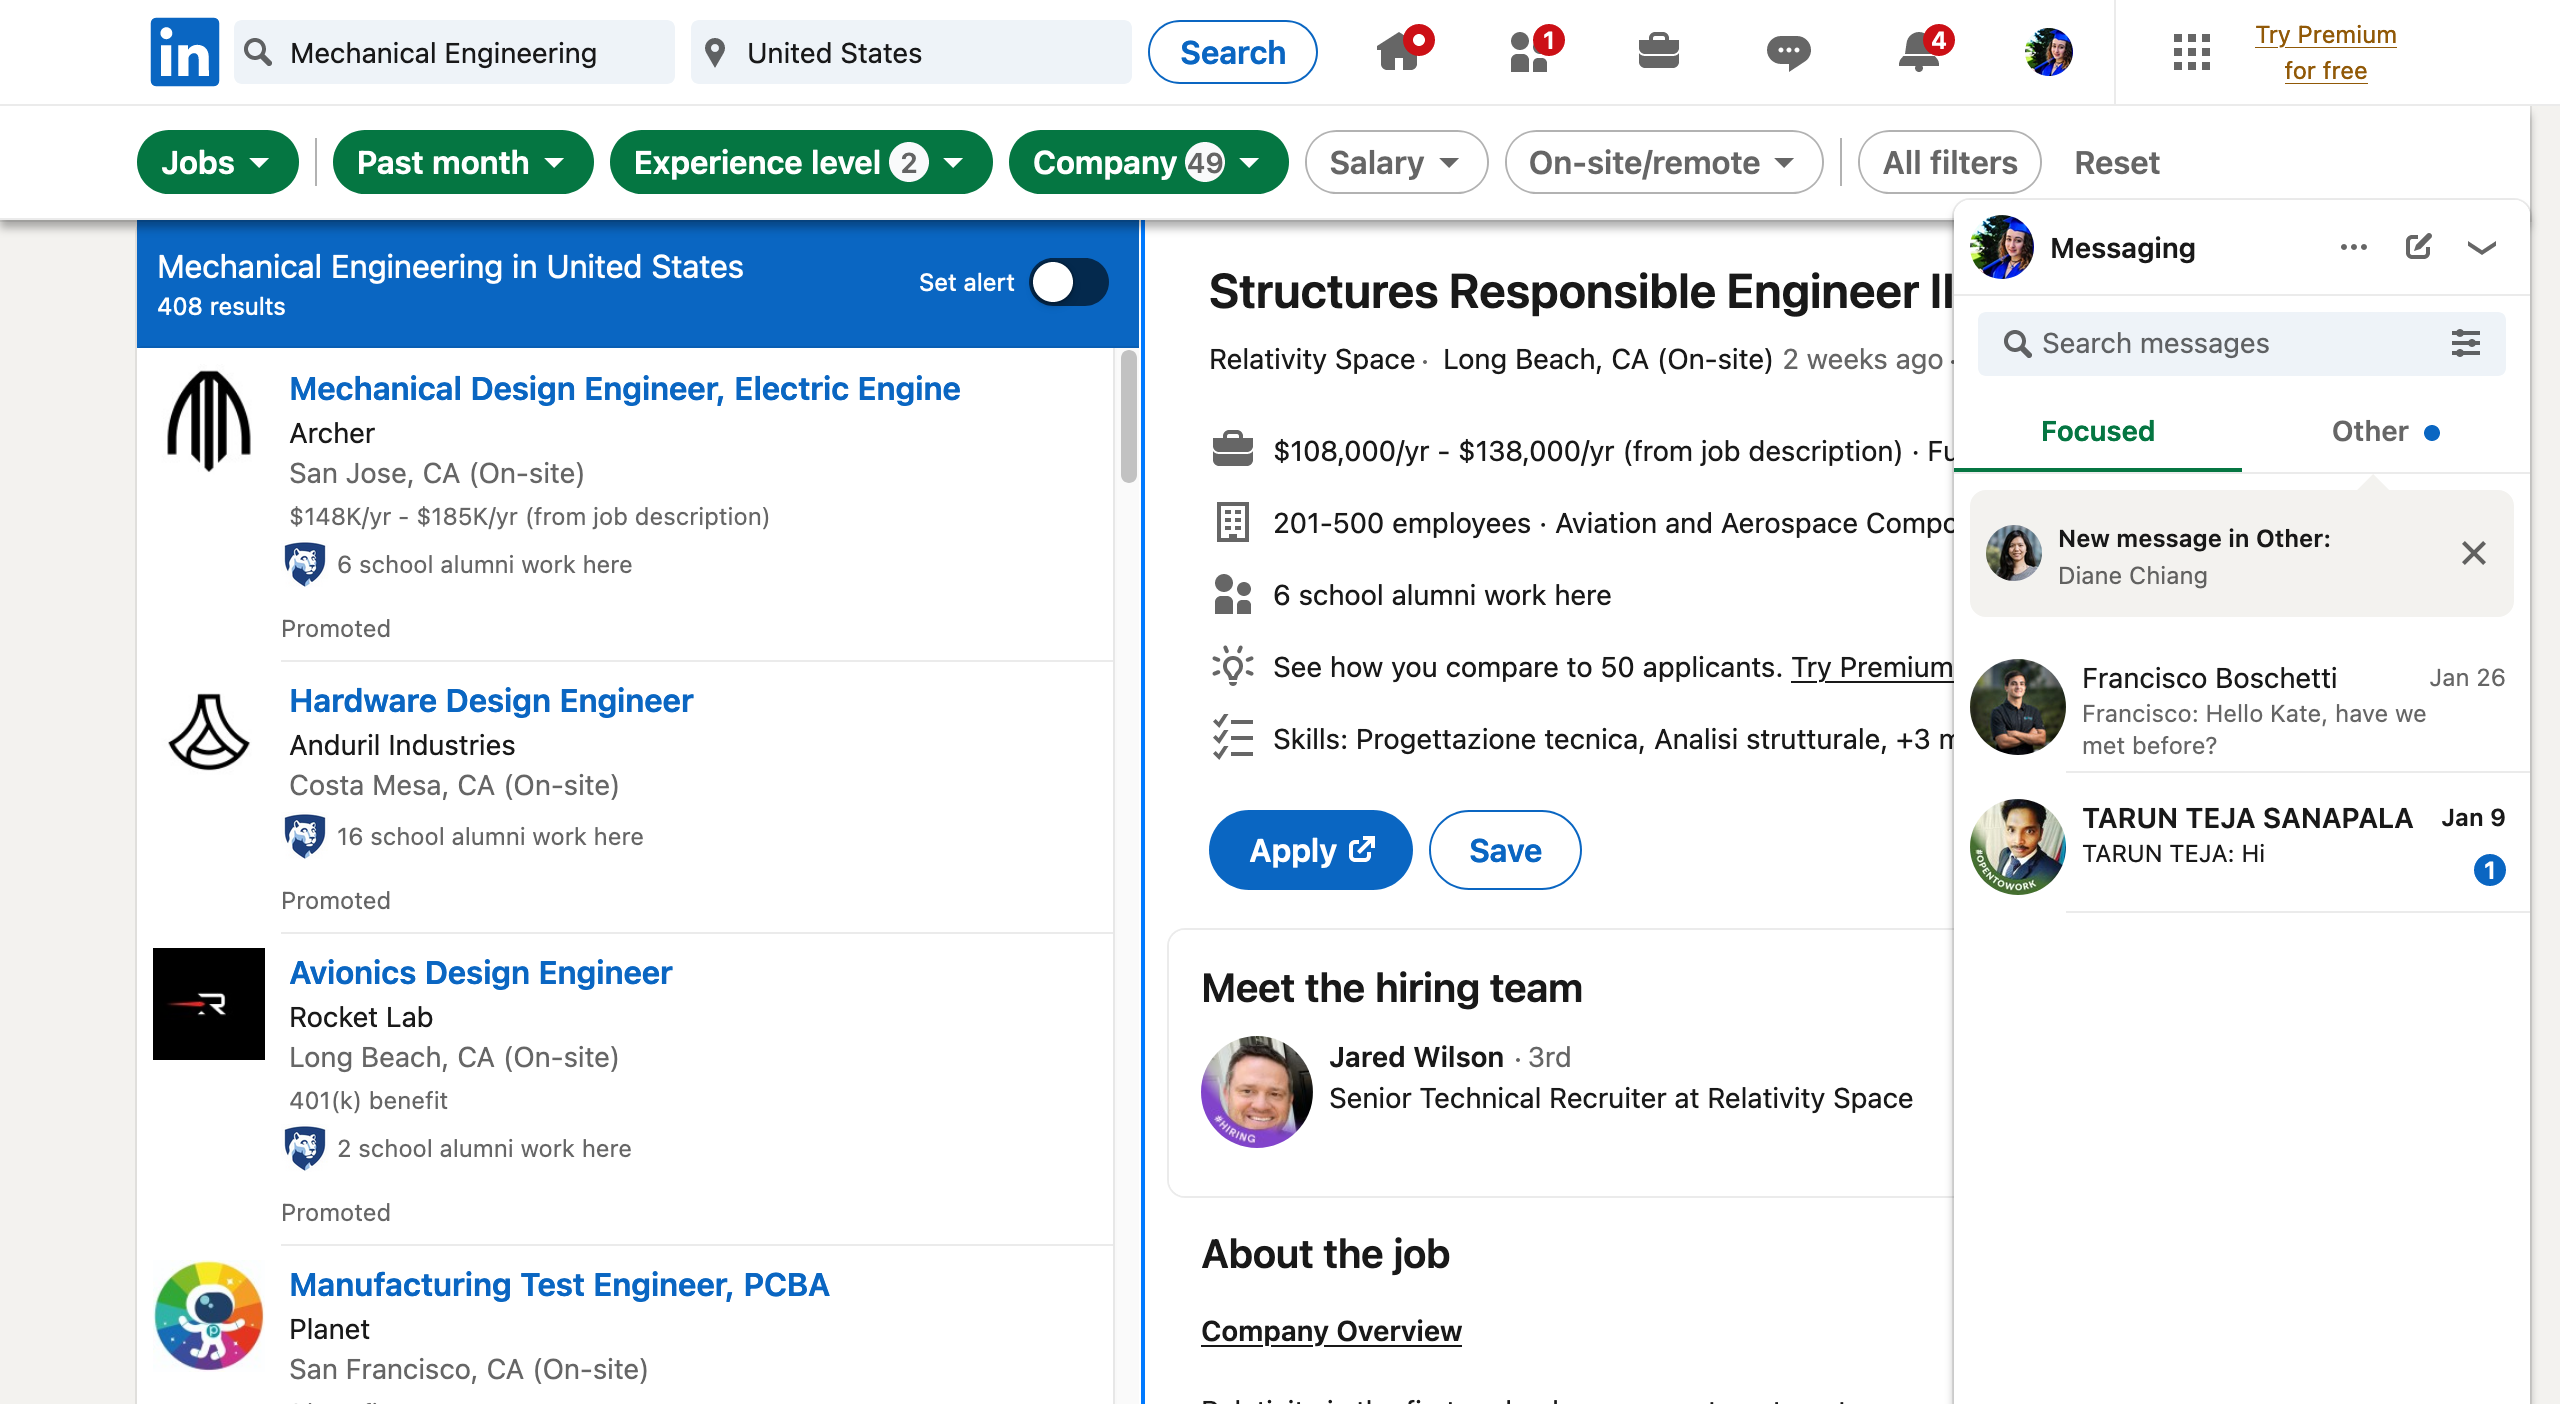 in
Mechanical Engineering
United States
Search
1
4
Try Premium
for free
Jobs
Past month
Experience level 2
Company 49
Salary
On-site/remote
All filters
Reset
Mechanical Engineering in United States
408 results
Set alert
Mechanical Design Engineer, Electric Engine
Archer
San Jose, CA (On-site)
$148K/yr - $185K/yr (from job description)
6 school alumni work here
Promoted
Hardware Design Engineer
Anduril Industries
Costa Mesa, CA (On-site)
16 school alumni work here
Promoted
Avionics Design Engineer
Rocket Lab
Long Beach, CA (On-site)
401(k) benefit
2 school alumni work here
Promoted
Manufacturing Test Engineer, PCBA
Planet
San Francisco, CA (On-site)
Structures Responsible Engineer II
Relativity Space · Long Beach, CA (On-site) 2 weeks ago ·
$108,000/yr - $138,000/yr (from job description) · Fu
201-500 employees · Aviation and Aerospace Compo
6 school alumni work here
See how you compare to 50 applicants. Try Premium
Skills: Progettazione tecnica, Analisi strutturale, +3 m
Apply
Save
Meet the hiring team
Jared Wilson · 3rd
Senior Technical Recruiter at Relativity Space
#HIRING
About the job
Company Overview
Messaging
Search messages
Focused
Other
New message in Other:
Diane Chiang
Francisco Boschetti
Jan 26
Francisco: Hello Kate, have we
met before?
TARUN TEJA SANAPALA
Jan 9
TARUN TEJA: Hi
1
#OPENTOWORK